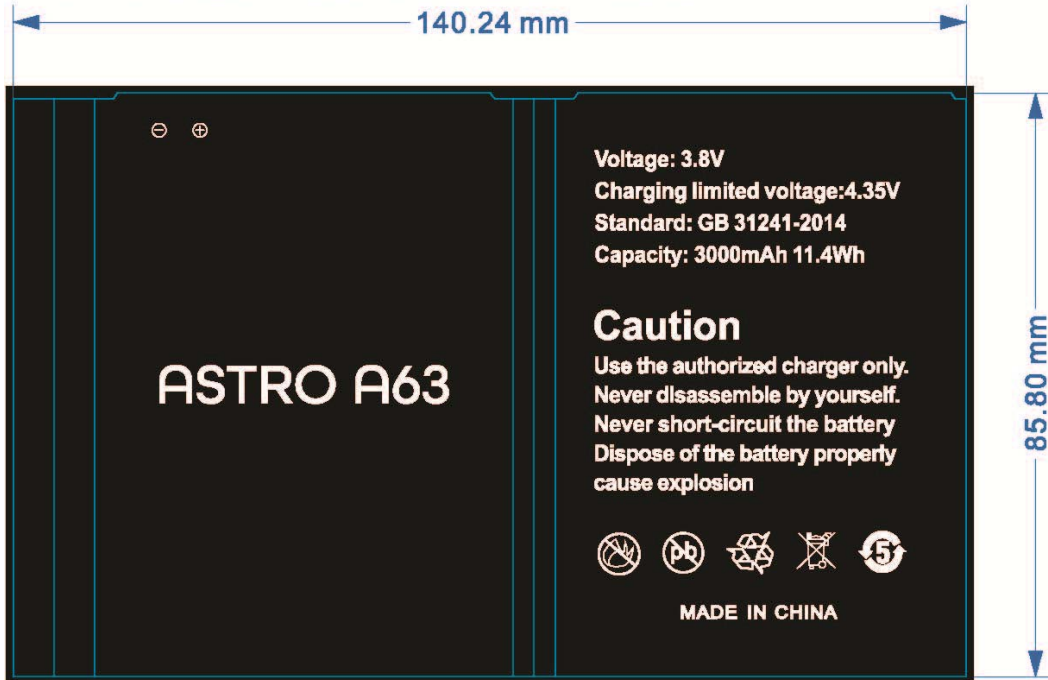 140.24 mm
⊖ ⊕
Voltage: 3.8V
Charging limited voltage:4.35V
Standard: GB 31241-2014
Capacity: 3000mAh 11.4Wh
ASTRO A63
Caution
Use the authorized charger only.
Never disassemble by yourself.
Never short-circuit the battery
Dispose of the battery properly
cause explosion
pb
5
MADE IN CHINA
85.80 mm